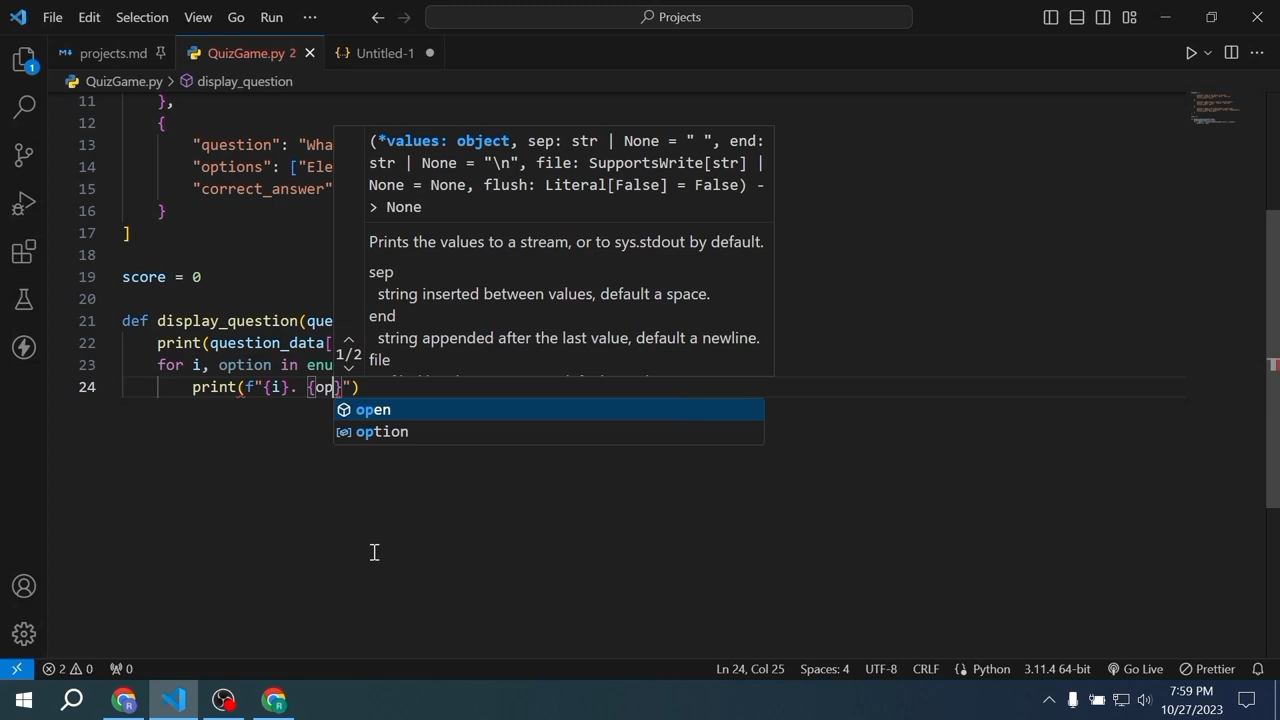 File Edit Selection View Go Run ··· Projects
projects.md QuizGame.py 2 Untitled-1
QuizGame.py > display_question
11 },
12 {
13 "question": "Wha
14 "options": ["Ele
15 "correct_answer"
16 }
17 ]
18
19 score = 0
20
21 def display_question(que
22 print(question_data[
23 for i, option in enu
24 print(f"{i}. {op}")
(*values: object, sep: str | None = " ", end:
str | None = "\n", file: SupportsWrite[str] |
None = None, flush: Literal[False] = False) -
> None
Prints the values to a stream, or to sys.stdout by default.
sep
string inserted between values, default a space.
end
string appended after the last value, default a newline.
file
1/2
open
option
1
2 0 0 Ln 24, Col 25 Spaces: 4 UTF-8 CRLF Python 3.11.4 64-bit Go Live Prettier
R R 7:59 PM
10/27/2023